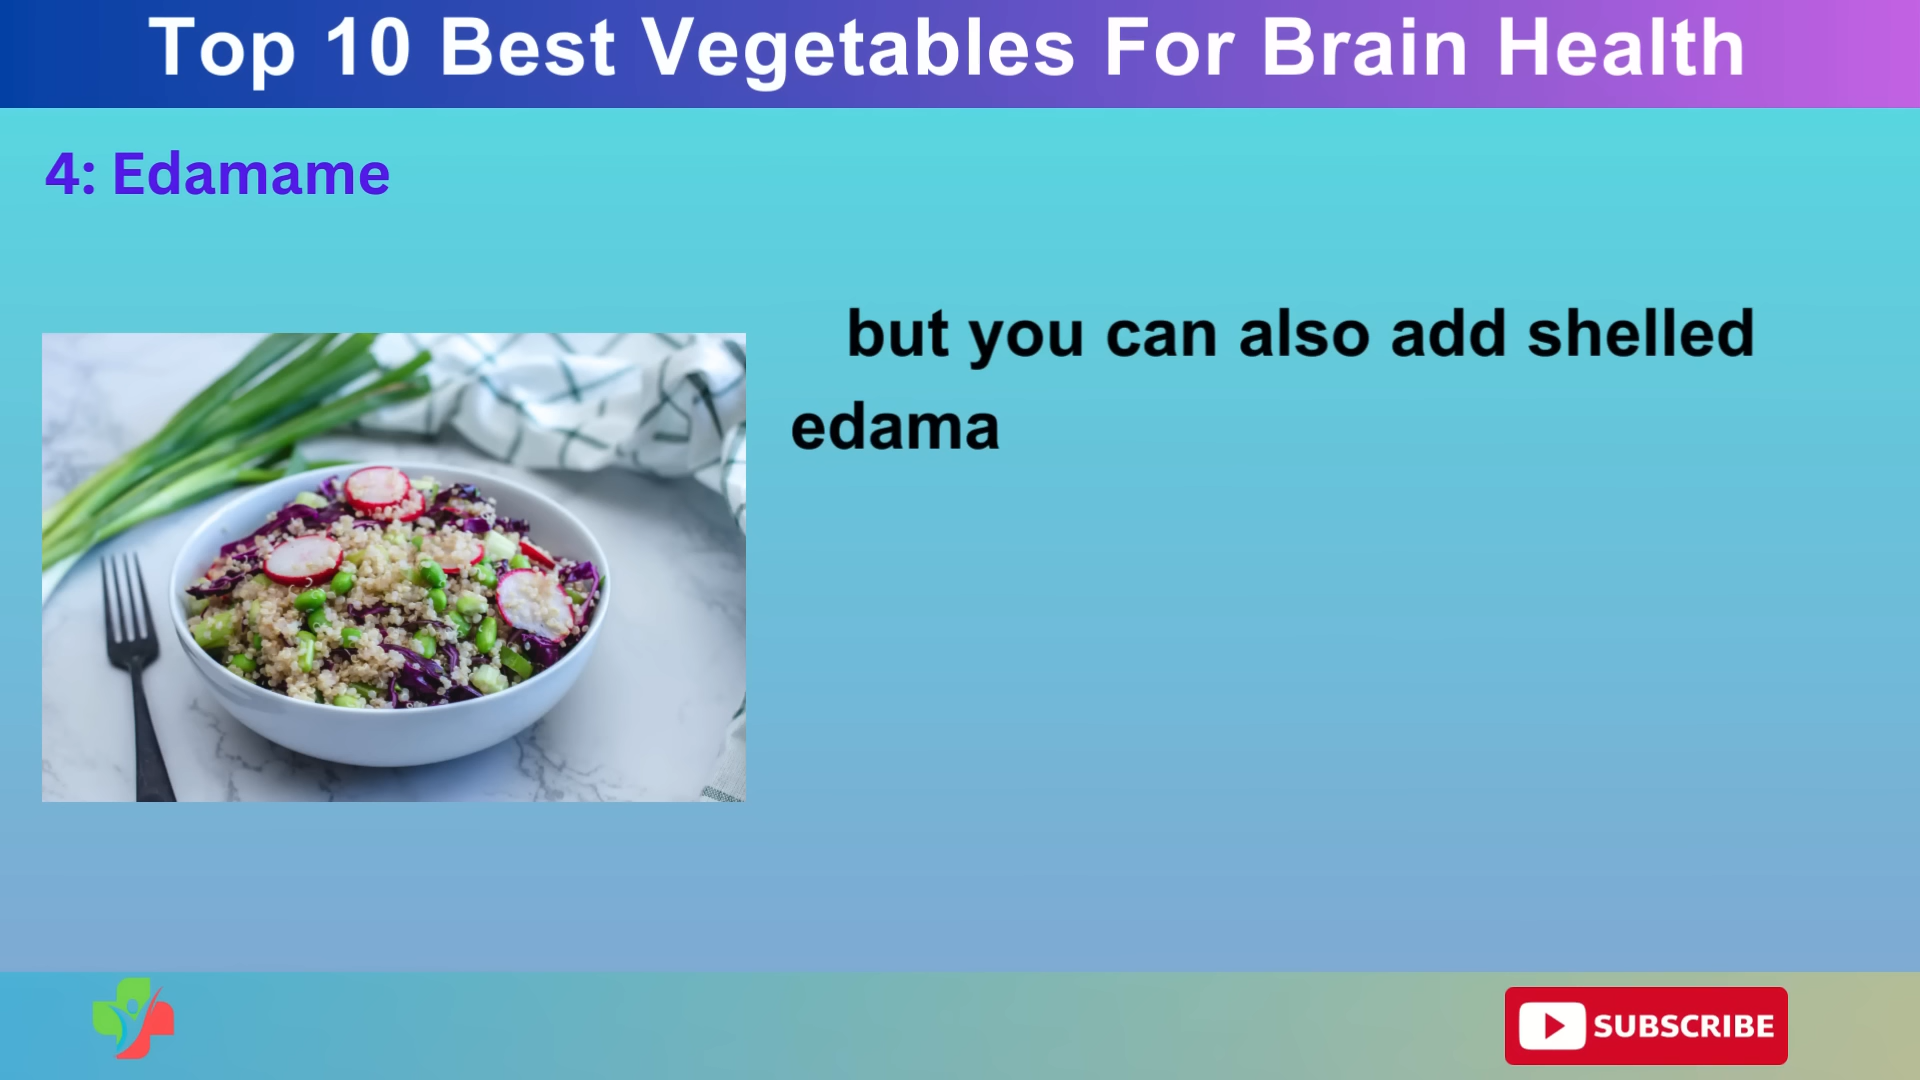 Top 10 Best Vegetables For Brain Health
4: Edamame
but you can also add shelled
edama
SUBSCRIBE